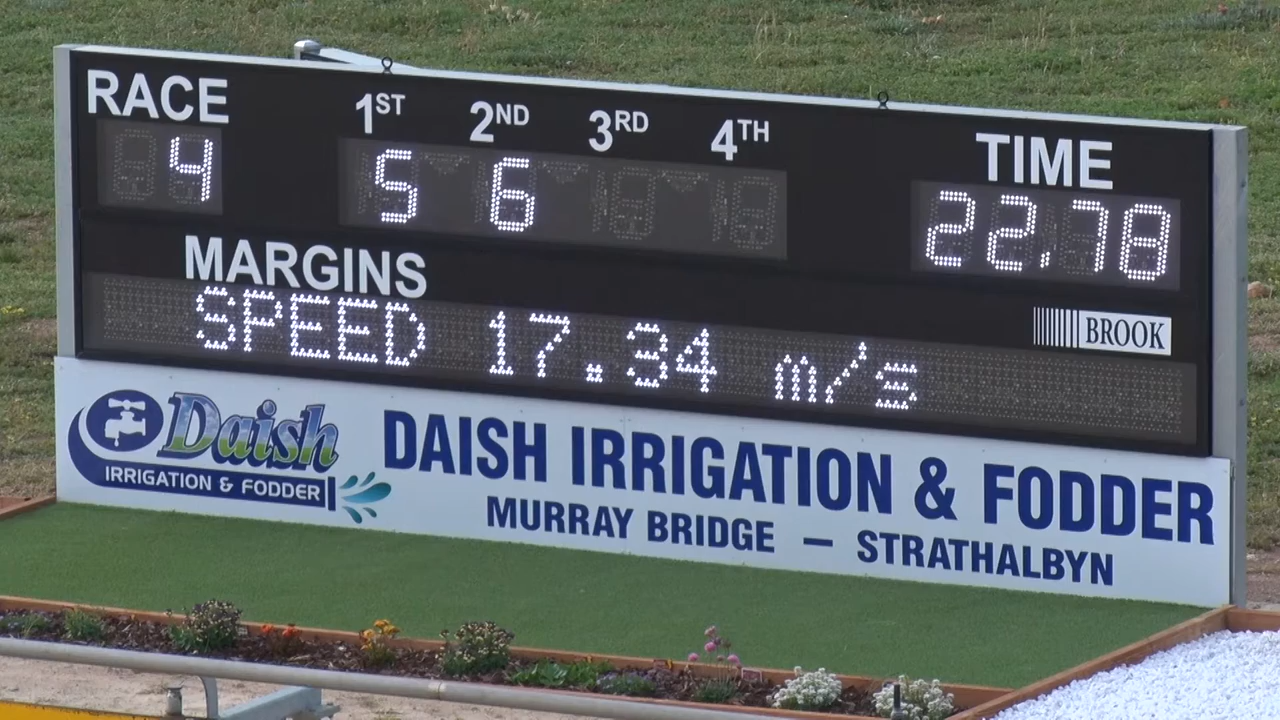 RACE 1ST 2ND 3RD 4TH TIME
4 5 6 22.78
MARGINS
SPEED 17.34 m/s
BROOK
Daish
IRRIGATION & FODDER
DAISH IRRIGATION & FODDER
MURRAY BRIDGE – STRATHALBYN